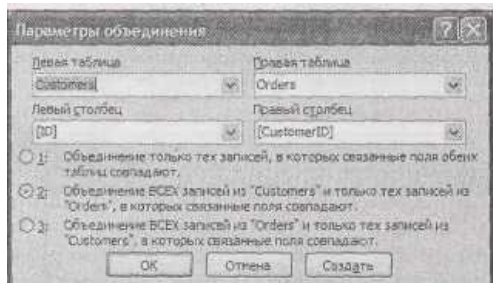 Параметры объединения
Левая таблица
Правая таблица
Customers
Orders
Левый столбец
Правый столбец
[ID]
[CustomerID]
1: Объединение только тех записей, в которых связанные поля обеих
таблиц совпадают.
2: Объединение ВСЕХ записей из "Customers" и только тех записей из
"Orders", в которых связанные поля совпадают.
3: Объединение ВСЕХ записей из "Orders" и только тех записей из
"Customers", в которых связанные поля совпадают.
ОК
Отмена
Создать